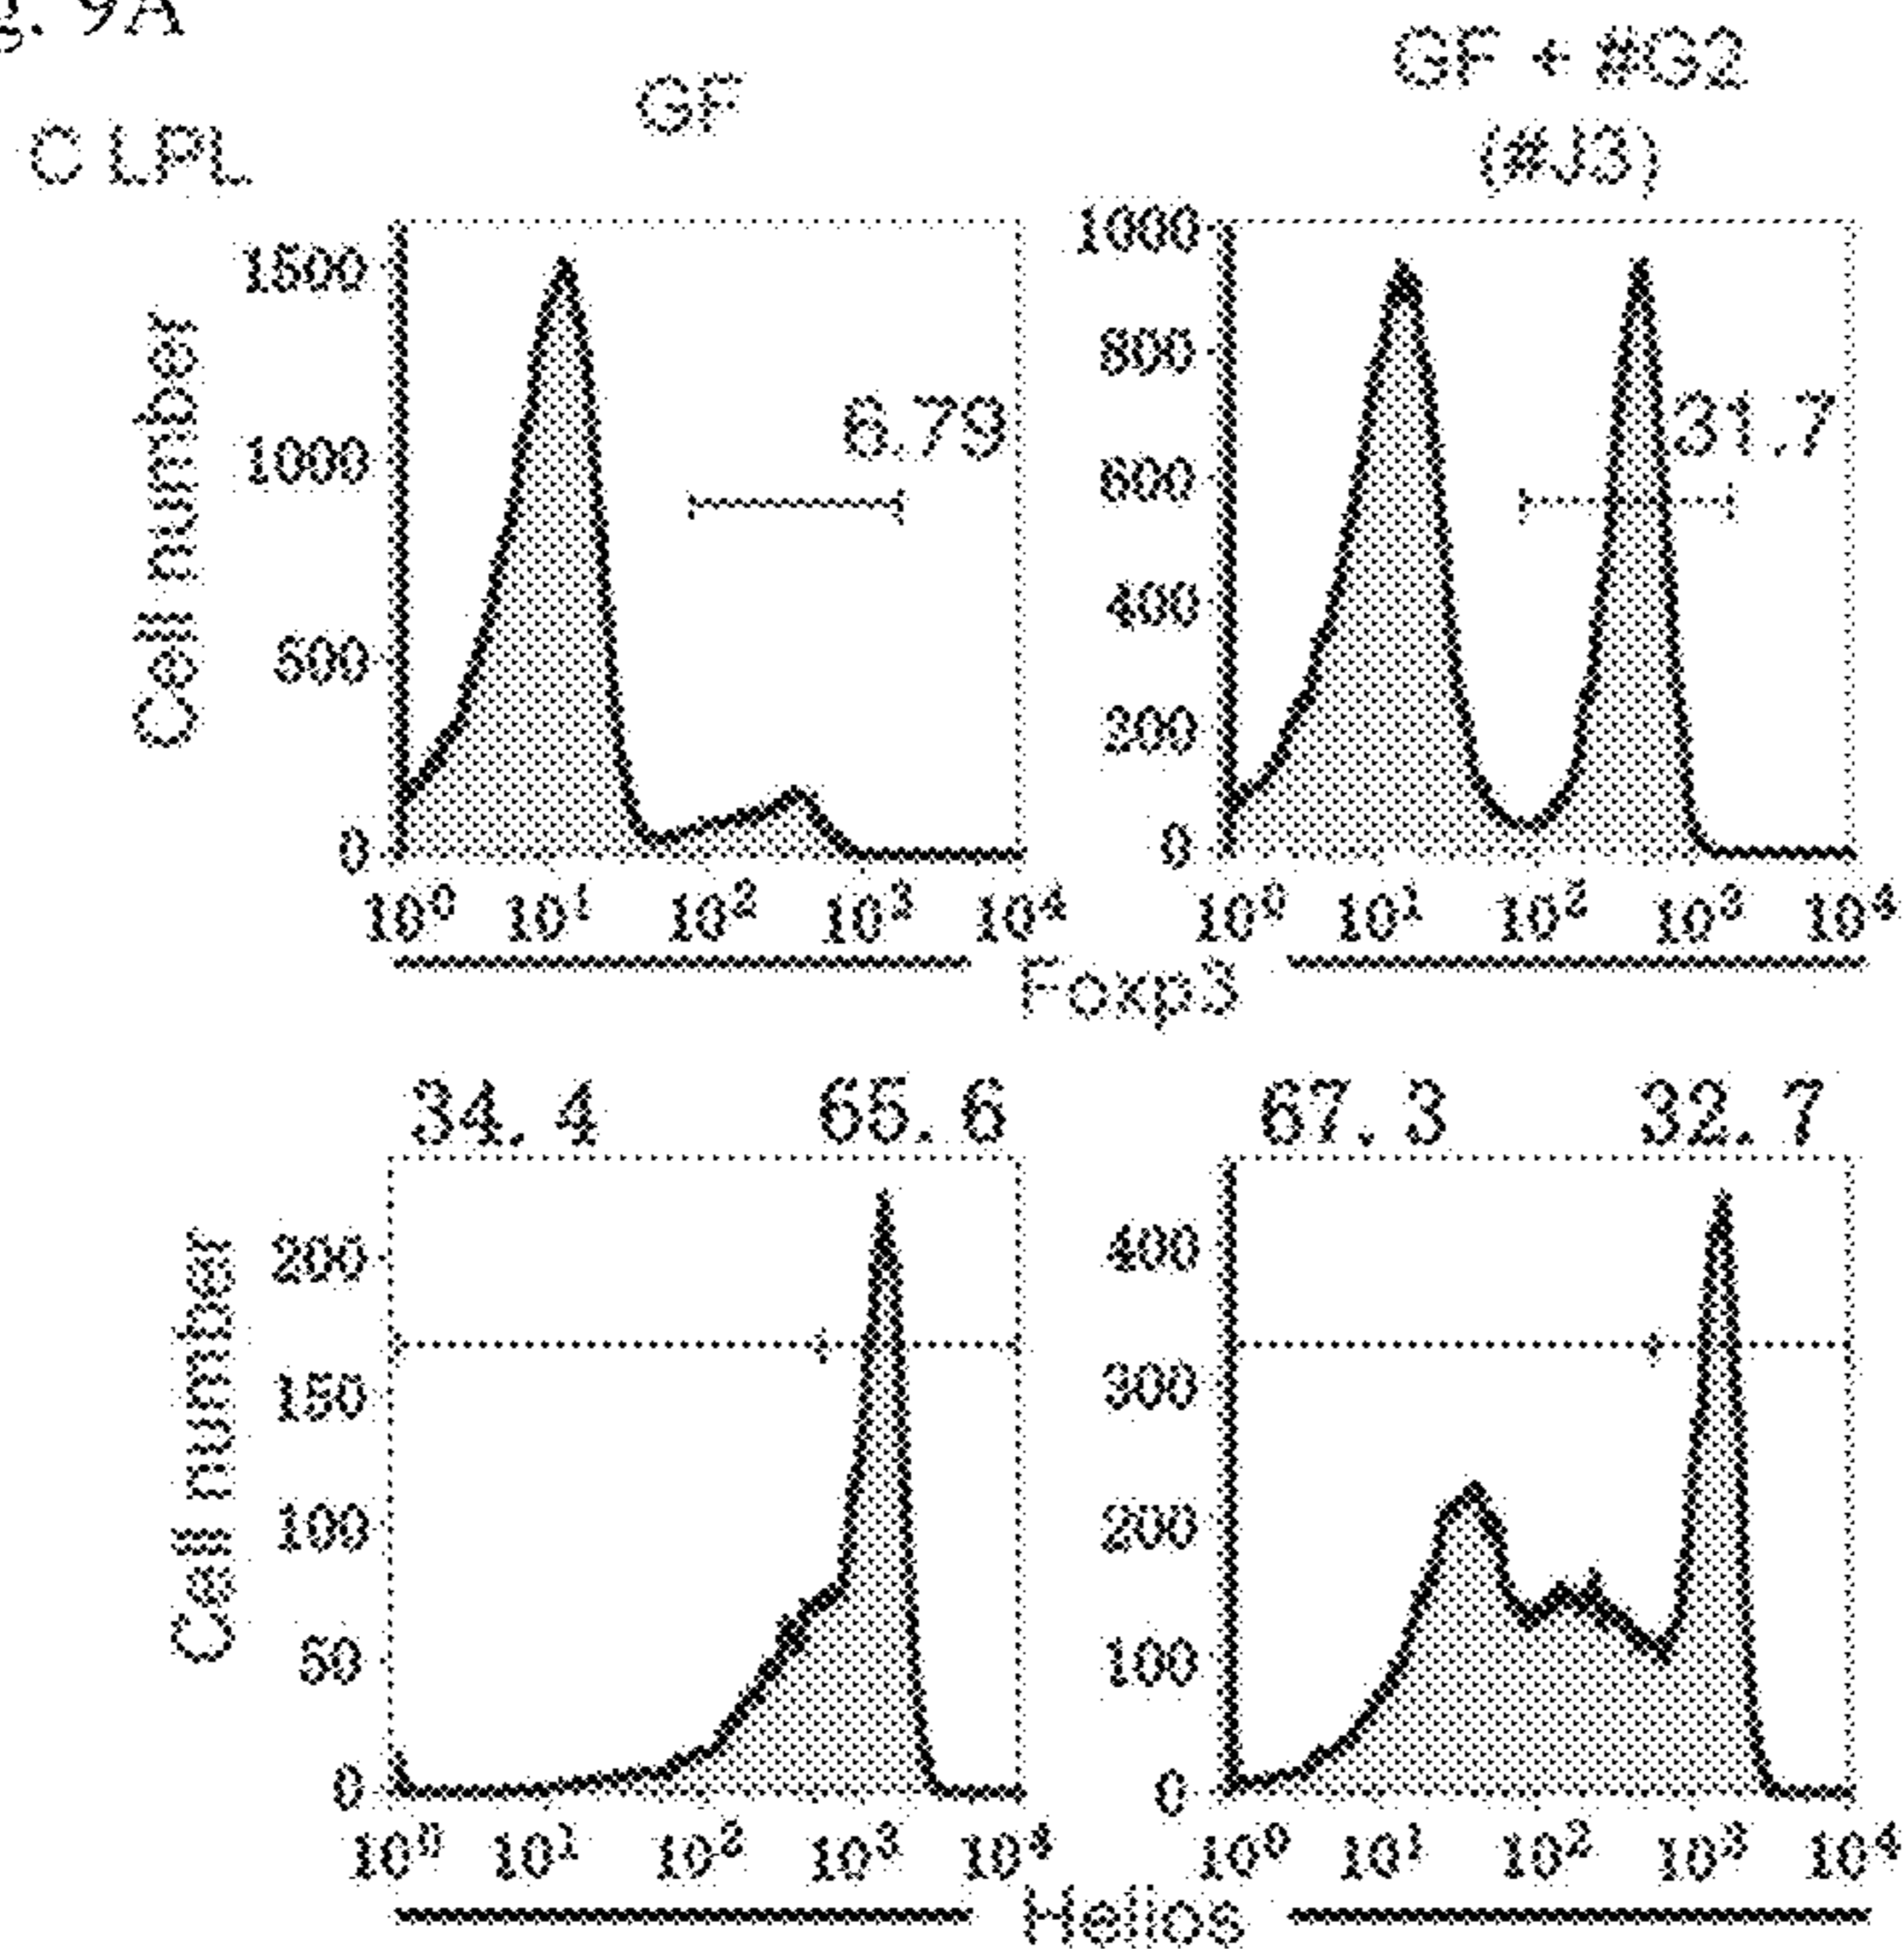 g. 9A
GF
GF + #G2
(#J3)
C LPL
Cell number
1500
1000
500
0
6.79
10⁰ 10¹ 10² 10³ 10⁴
1000
800
600
400
200
0
31.7
10⁰ 10¹ 10² 10³ 10⁴
Foxp3
34.4 65.6
67.3 32.7
Cell number
200
150
100
50
0
10⁰ 10¹ 10² 10³ 10⁴
400
300
200
100
0
10⁰ 10¹ 10² 10³ 10⁴
Helios